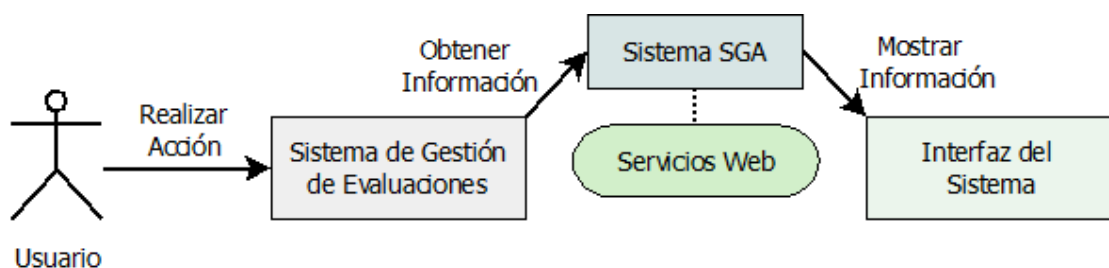 Usuario
Realizar
Acción
Sistema de Gestión
de Evaluaciones
Obtener
Información
Sistema SGA
Servicios Web
Mostrar
Información
Interfaz del
Sistema